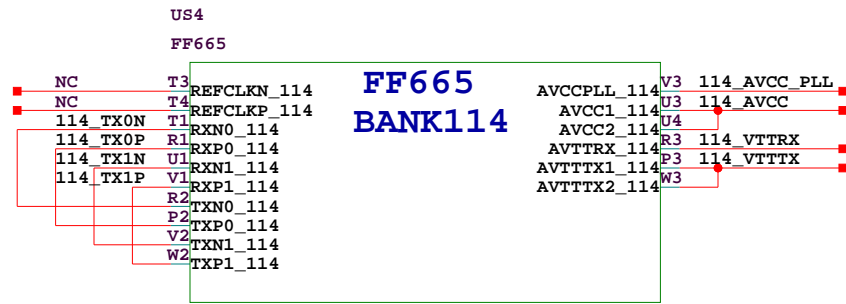 US4
FF665
FF665
BANK114
NC T3 REFCLKN_114
NC T4 REFCLKP_114
114_TX0N T1 RXN0_114
114_TX0P R1 RXP0_114
114_TX1N U1 RXN1_114
114_TX1P V1 RXP1_114
R2 TXN0_114
P2 TXP0_114
V2 TXN1_114
W2 TXP1_114
AVCCPLL_114 V3 114_AVCC_PLL
AVCC1_114 U3 114_AVCC
AVCC2_114 U4
AVTTRX_114 R3 114_VTTRX
AVTTTX1_114 P3 114_VTTTX
AVTTTX2_114 W3